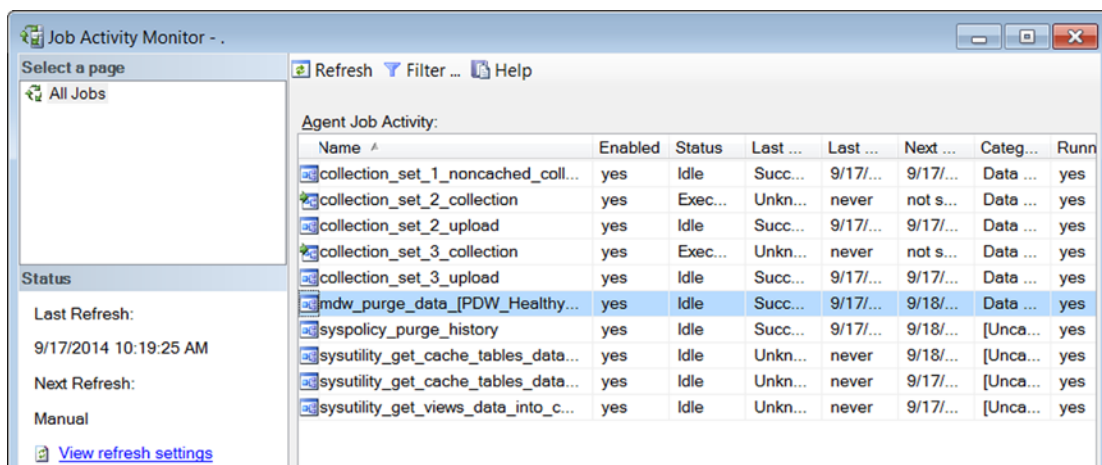 Job Activity Monitor - .
Select a page
All Jobs
Refresh Filter ... Help
Agent Job Activity:
Name Enabled Status Last ... Last ... Next ... Categ... Runn
collection_set_1_noncached_coll... yes Idle Succ... 9/17/... 9/17/... Data ... yes
collection_set_2_collection yes Exec... Unkn... never not s... Data ... yes
collection_set_2_upload yes Idle Succ... 9/17/... 9/17/... Data ... yes
collection_set_3_collection yes Exec... Unkn... never not s... Data ... yes
collection_set_3_upload yes Idle Succ... 9/17/... 9/17/... Data ... yes
mdw_purge_data_[PDW_Healthy... yes Idle Succ... 9/17/... 9/18/... Data ... yes
syspolicy_purge_history yes Idle Succ... 9/17/... 9/18/... [Unca... yes
sysutility_get_cache_tables_data... yes Idle Unkn... never 9/18/... [Unca... yes
sysutility_get_cache_tables_data... yes Idle Unkn... never 9/17/... [Unca... yes
sysutility_get_views_data_into_c... yes Idle Unkn... never 9/17/... [Unca... yes
Status
Last Refresh:
9/17/2014 10:19:25 AM
Next Refresh:
Manual
View refresh settings